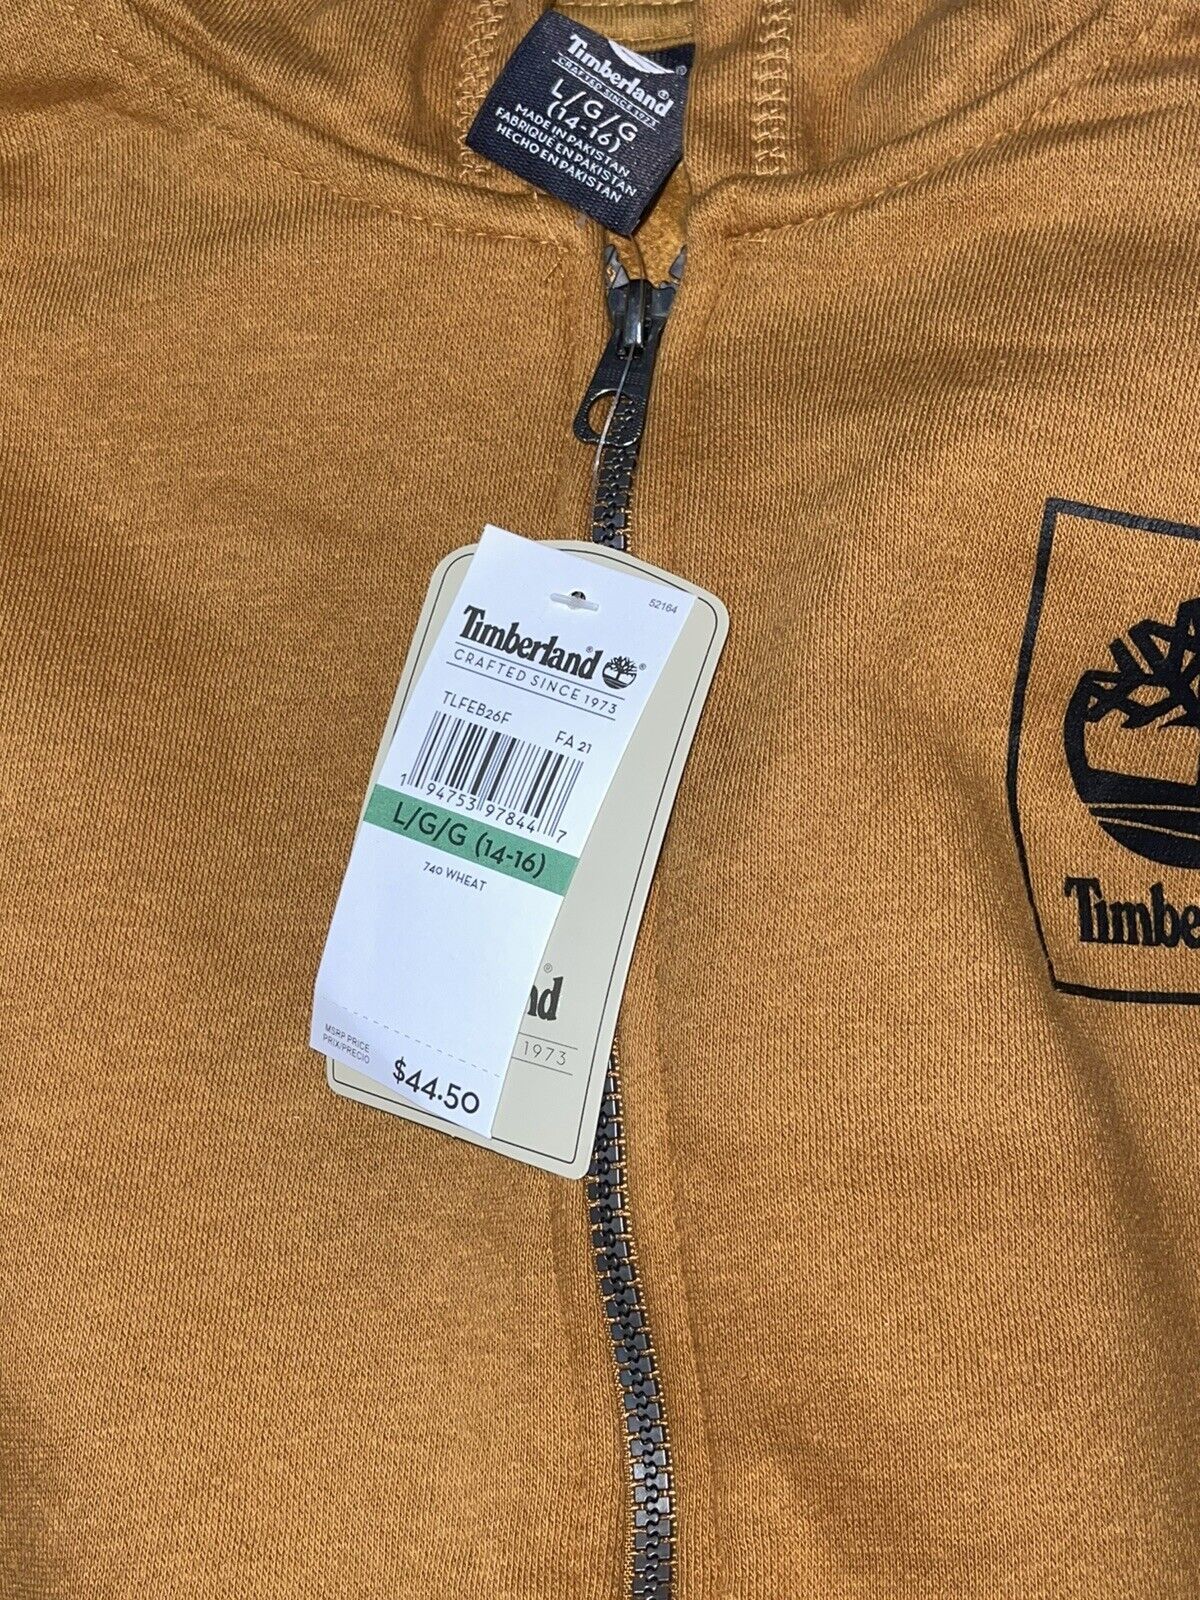 Timberland®
CRAFTED SINCE 1973
L/G/G
(14-16)
MADE IN PAKISTAN
FABRIQUE EN PAKISTAN
HECHO EN PAKISTAN
52164
Timberland®
CRAFTED SINCE 1973
TLFEB26F
FA 21
1 94753 97844 7
L/G/G (14-16)
740 WHEAT
MSRP PRICE
PRIX/PRECIO
$44.50
nd®
1973
Timbe